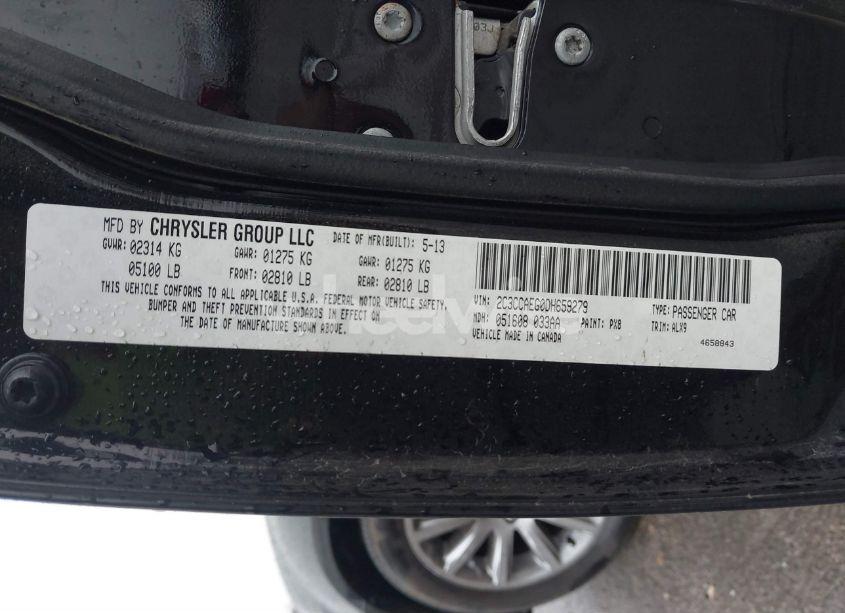 03J
MFD BY CHRYSLER GROUP LLC DATE OF MFR(BUILT): 5-13
GVWR: 02314 KG GAWR: 01275 KG GAWR: 01275 KG
05100 LB FRONT: 02810 LB REAR: 02810 LB
THIS VEHICLE CONFORMS TO ALL APPLICABLE U.S.A. FEDERAL MOTOR VEHICLE SAFETY,
BUMPER AND THEFT PREVENTION STANDARDS IN EFFECT ON
THE DATE OF MANUFACTURE SHOWN ABOVE.
VIN: 2C3CCAEG0DH659279 TYPE: PASSENGER CAR
MDH: 051608 033AA PAINT: PX8 TRIM: ALX9
VEHICLE MADE IN CANADA 4658843